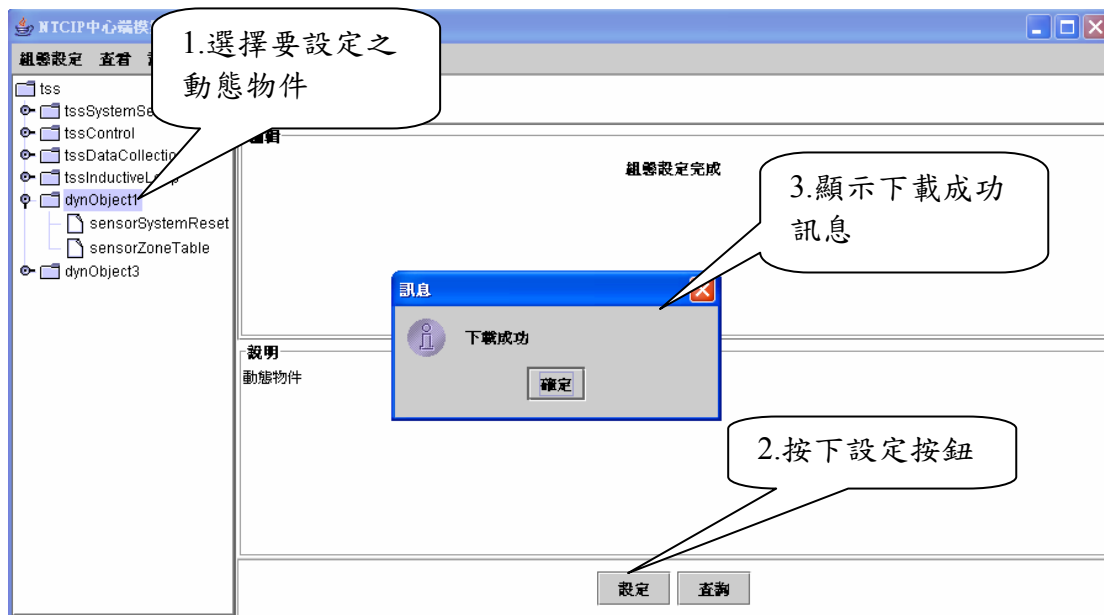 NTCIP中心端模
1.選擇要設定之
動態物件
組態設定 查看
tss
tssSystemSe
tssControl
tssDataCollectio
tssInductiveL
dynObject1
sensorSystemReset
sensorZoneTable
dynObject3
組態設定完成
3.顯示下載成功
訊息
訊息
下載成功
確定
說明
動態物件
2.按下設定按鈕
設定 查詢